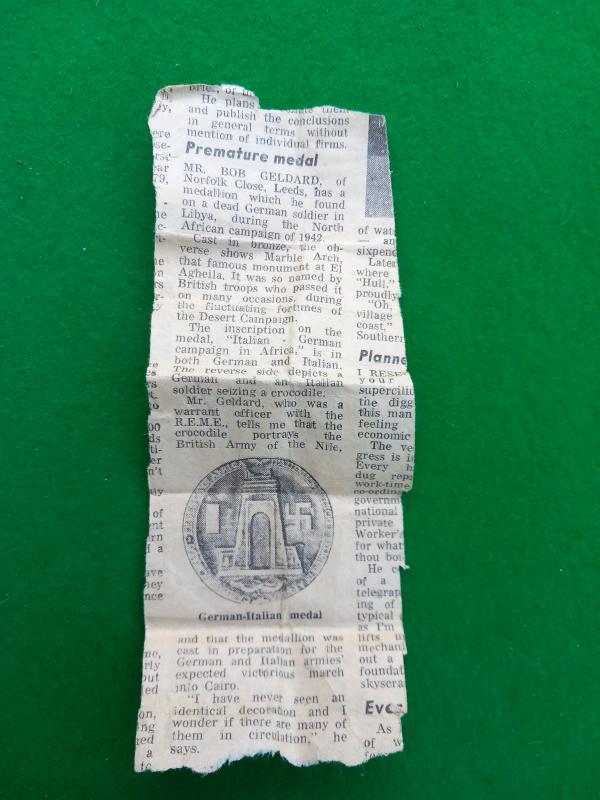 He plans
and publish the conclusions
in general terms without
mention of individual firms.
Premature medal
MR. BOB GELDARD, of
Norfolk Close, Leeds, has a
medallion which he found
on a dead German soldier in
Libya, during the North
African campaign of 1942.
Cast in bronze, the ob-
verse shows Marble Arch,
that famous monument at El
Agheila. It was so named by
British troops who passed it
on many occasions, during
the fluctuating fortunes of
the Desert Campaign.
The inscription on the
medal, "Italian - German
campaign in Africa," is in
both German and Italian.
The reverse side depicts a
German and an Italian
soldier seizing a crocodile.
Mr. Geldard, who was a
warrant officer with the
R.E.M.E., tells me that the
crocodile portrays the
British Army of the Nile,
German-Italian medal
and that the medallion was
cast in preparation for the
German and Italian armies'
expected victorious march
into Cairo.
"I have never seen an
identical decoration and I
wonder if there are many of
them in circulation," he
says.
of wat
— an
sixpen
Later
where
"Hull,"
proudly
"Oh,
village
coast,"
Southern
Planne
I RESE
your
supercilio
the digg
this man
feeling
economic
The ve
gress is i
Every h
dug rep
work-time
co-ordin
governm
national
private
Worker's
for what
thou boi
He c
of a
telegrap
ing of
typical
as I'm
lifts u
mechan
out a
foundat
skyscra
Eve
As
of w